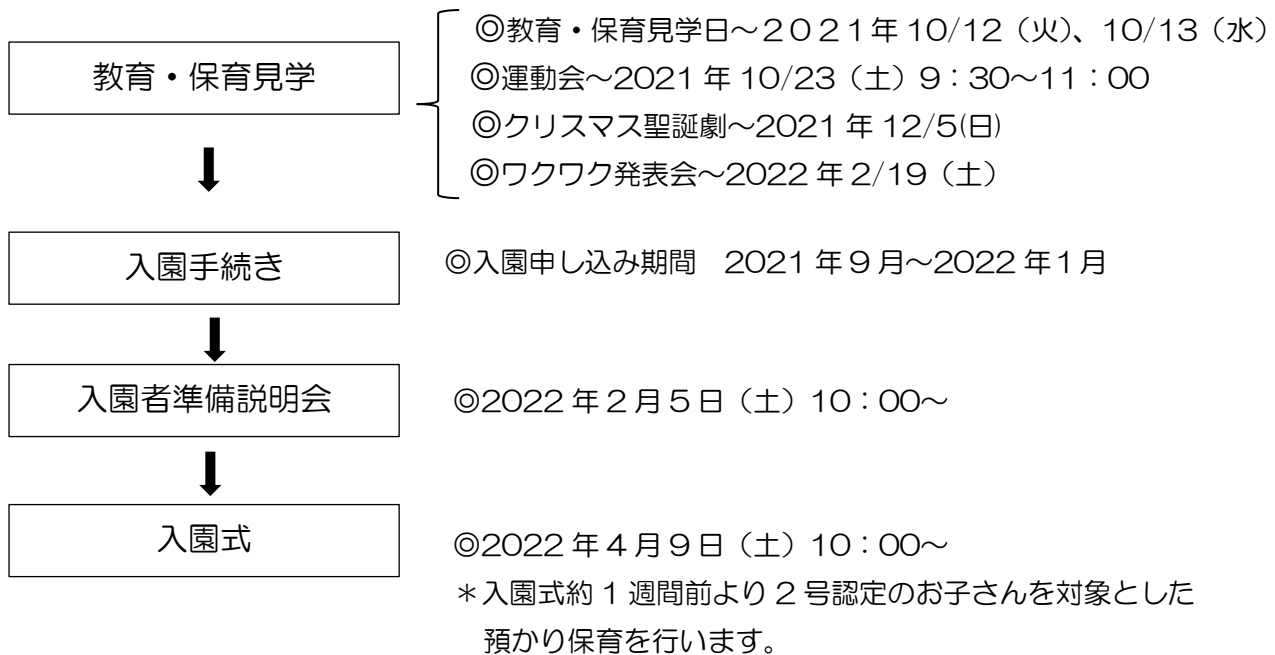 教育・保育見学
◎教育・保育見学日～２０２１年 10/12（火）、10/13（水）
◎運動会～2021 年 10/23（土）9：30～11：00
◎クリスマス聖誕劇～2021 年 12/5(日)
◎ワクワク発表会～2022 年 2/19（土）
入園手続き
◎入園申し込み期間　2021 年９月～2022 年１月
入園者準備説明会
◎2022 年２月５日（土）10：00～
入園式
◎2022 年４月９日（土）10：00～
＊入園式約１週間前より２号認定のお子さんを対象とした
預かり保育を行います。